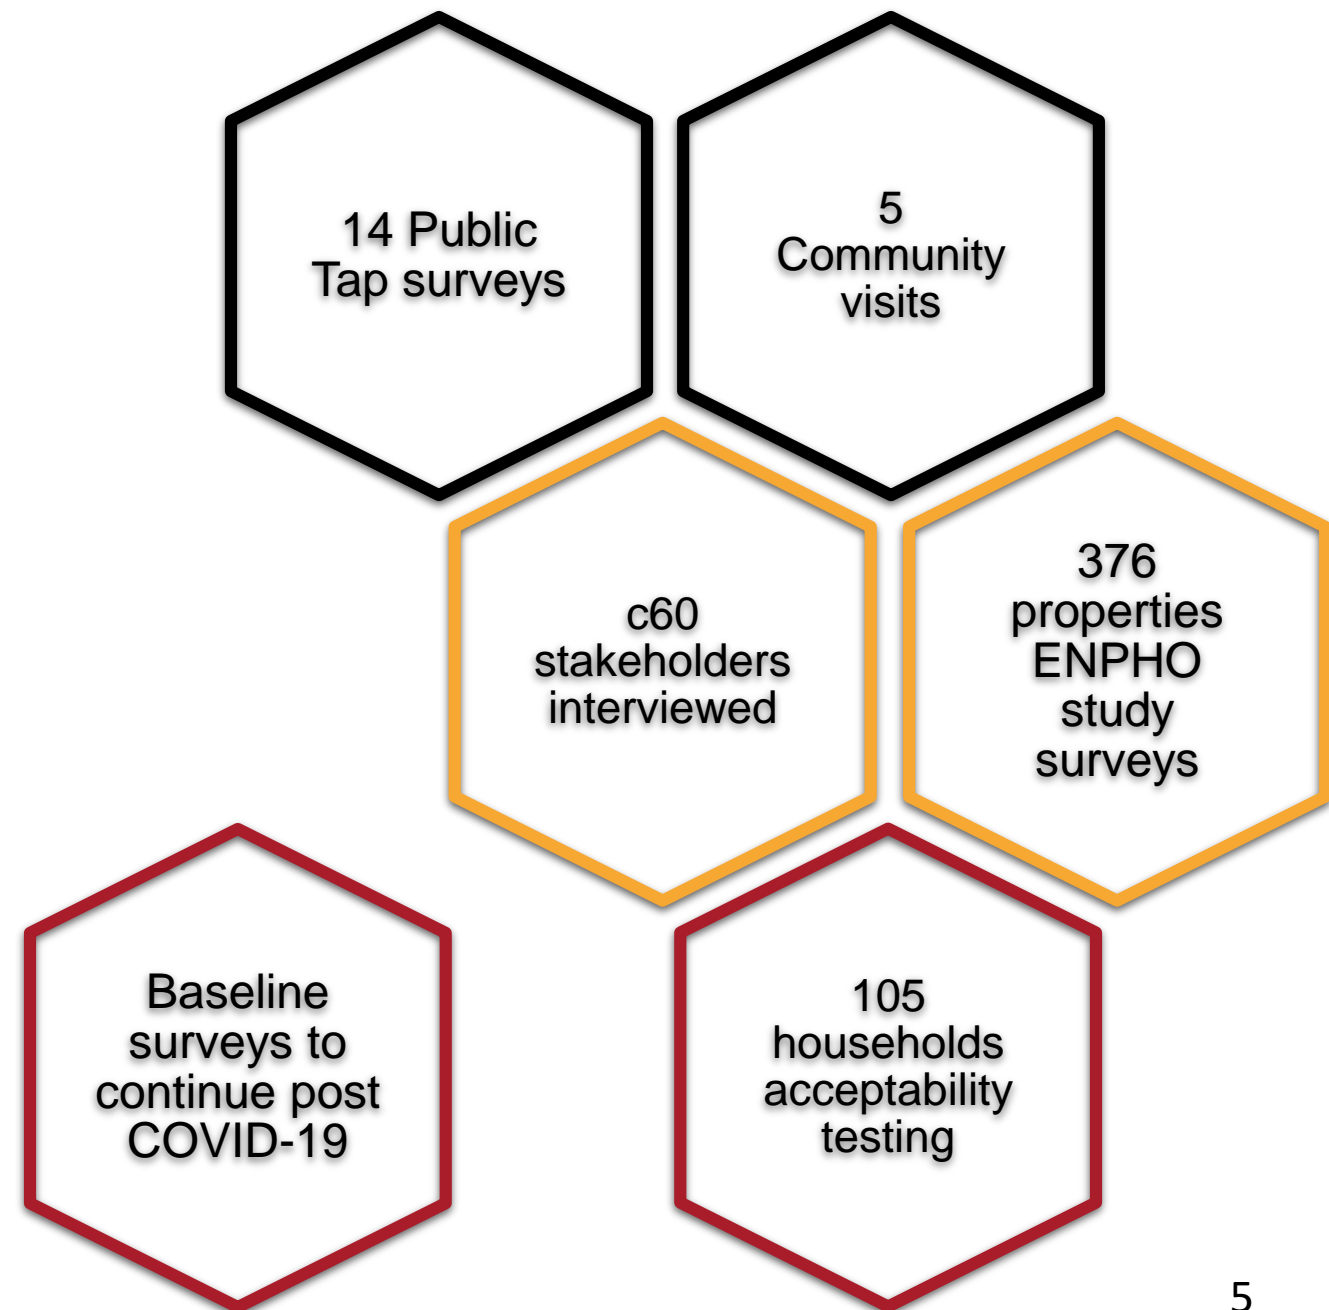 14 Public
Tap surveys
5
Community
visits
c60
stakeholders
interviewed
376
properties
ENPHO
study
surveys
Baseline
surveys to
continue post
COVID-19
105
households
acceptability
testing
5